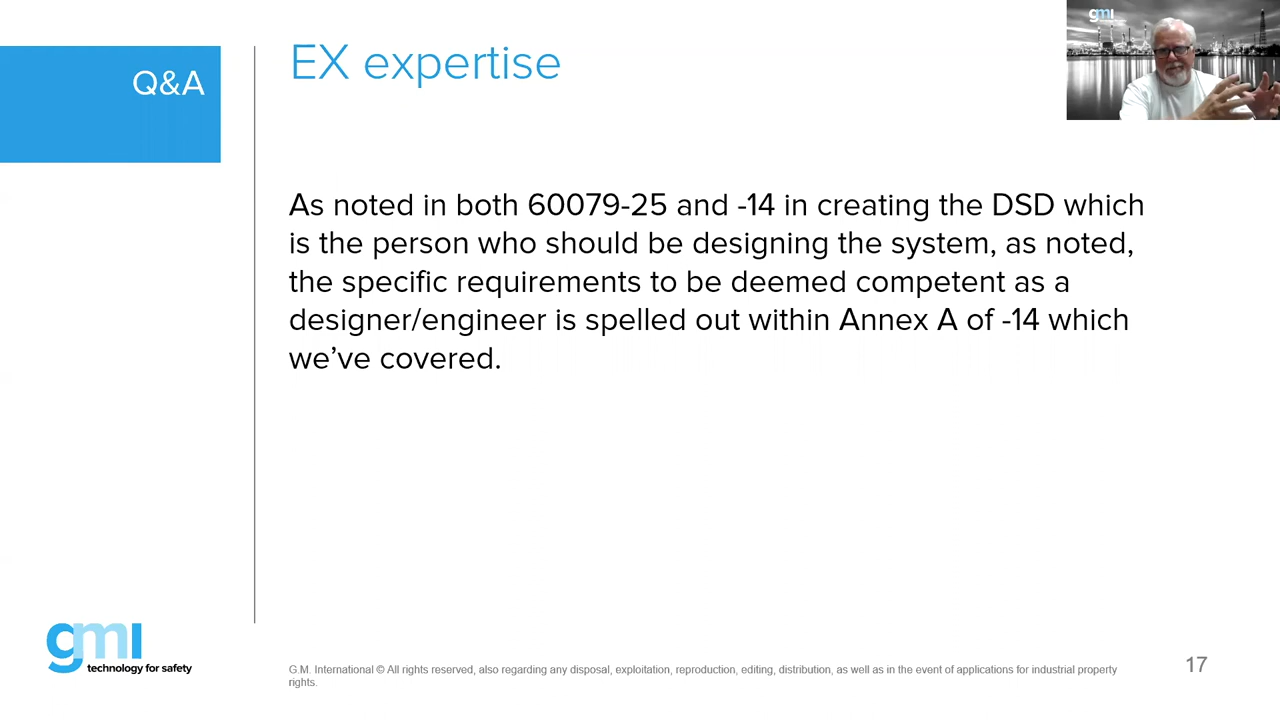 Q&A
EX expertise
gmi
As noted in both 60079-25 and -14 in creating the DSD which
is the person who should be designing the system, as noted,
the specific requirements to be deemed competent as a
designer/engineer is spelled out within Annex A of -14 which
we’ve covered.
gmi
technology for safety
G.M. International © All rights reserved, also regarding any disposal, exploitation, reproduction, editing, distribution, as well as in the event of applications for industrial property
rights.
17